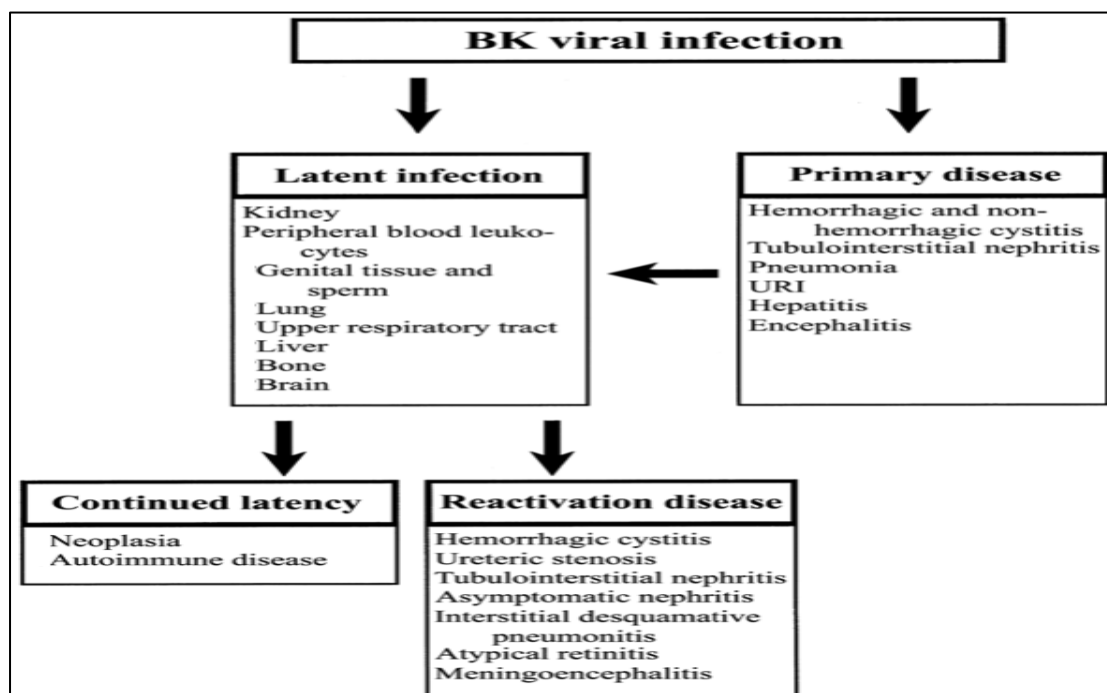 BK viral infection
Latent infection
Kidney
Peripheral blood leuko-
cytes
Genital tissue and
sperm
Lung
Upper respiratory tract
Liver
Bone
Brain
Primary disease
Hemorrhagic and non-
hemorrhagic cystitis
Tubulointerstitial nephritis
Pneumonia
URI
Hepatitis
Encephalitis
Continued latency
Neoplasia
Autoimmune disease
Reactivation disease
Hemorrhagic cystitis
Ureteric stenosis
Tubulointerstitial nephritis
Asymptomatic nephritis
Interstitial desquamative
pneumonitis
Atypical retinitis
Meningoencephalitis